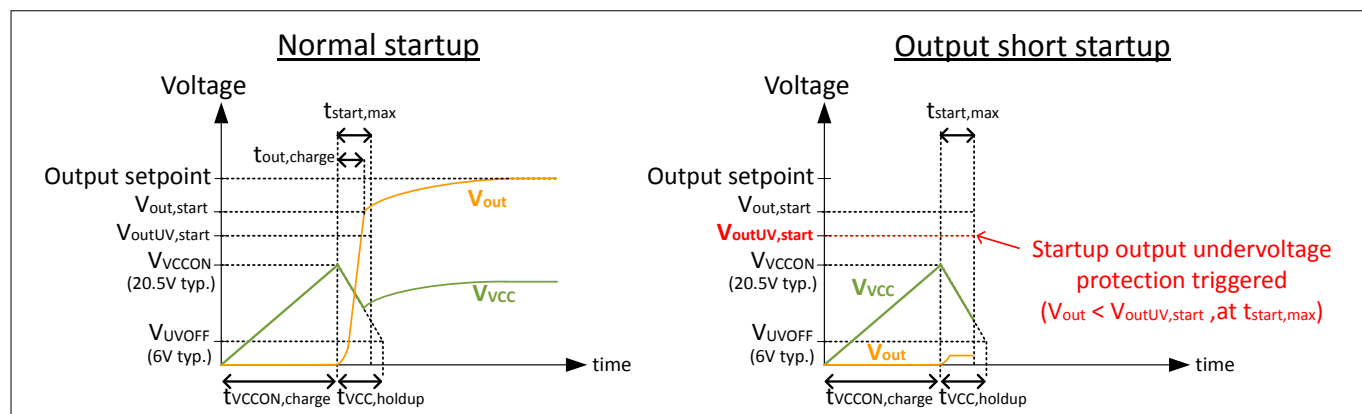 Normal startup
Voltage
tstart,max
tout,charge
Output setpoint
Vout
Vout,start
VoutUV,start
VVCCON
(20.5V typ.)
VVCC
VUVOFF
(6V typ.)
time
tVCCON,charge
tVCC,holdup
Output short startup
Voltage
tstart,max
Output setpoint
Vout,start
VoutUV,start
Startup output undervoltage
protection triggered
(Vout < VoutUV,start ,at tstart,max)
VVCCON
(20.5V typ.)
VVCC
VUVOFF
(6V typ.)
Vout
time
tVCCON,charge
tVCC,holdup